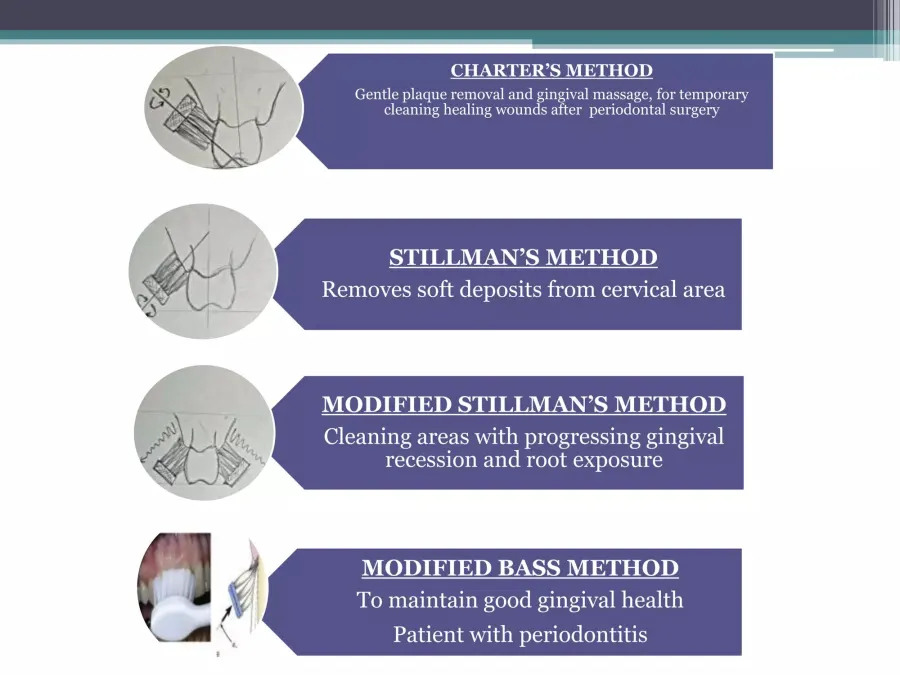 CHARTER’S METHOD
Gentle plaque removal and gingival massage, for temporary
cleaning healing wounds after periodontal surgery
STILLMAN’S METHOD
Removes soft deposits from cervical area
MODIFIED STILLMAN’S METHOD
Cleaning areas with progressing gingival
recession and root exposure
MODIFIED BASS METHOD
To maintain good gingival health
Patient with periodontitis